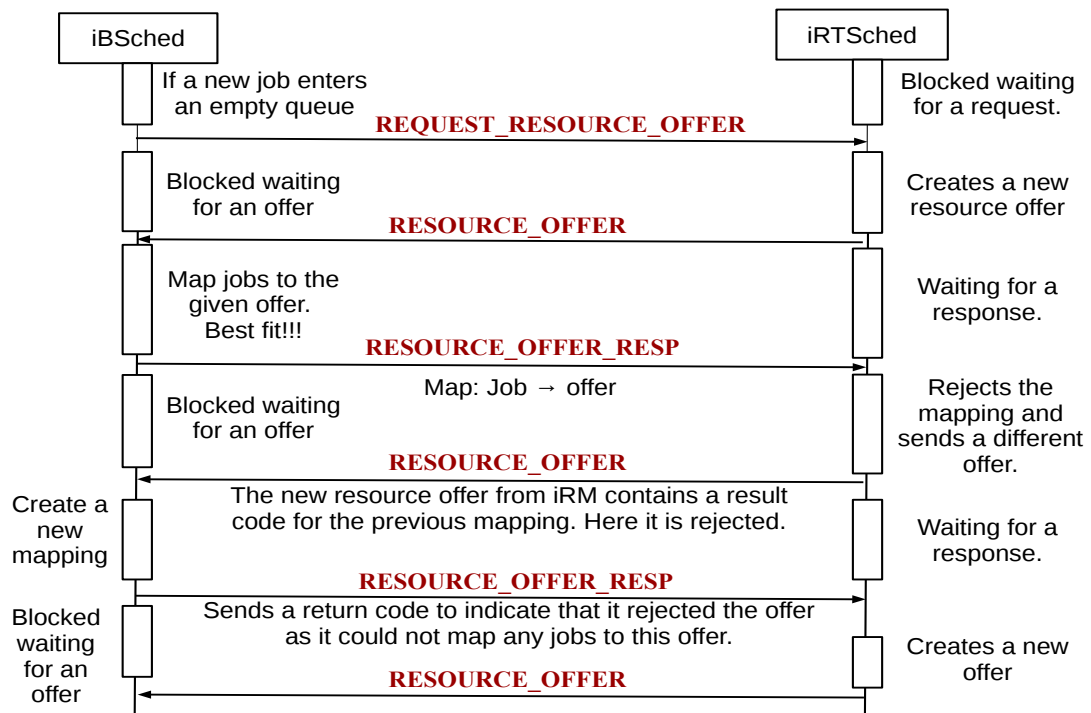 iBSched
iRTSched
If a new job enters
an empty queue
Blocked waiting
for a request.
REQUEST_RESOURCE_OFFER
Blocked waiting
for an offer
Creates a new
resource offer
RESOURCE_OFFER
Map jobs to the
given offer.
Best fit!!!
Waiting for a
response.
RESOURCE_OFFER_RESP
Map: Job → offer
Blocked waiting
for an offer
Rejects the
mapping and
sends a different
offer.
RESOURCE_OFFER
The new resource offer from iRM contains a result
code for the previous mapping. Here it is rejected.
Create a
new
mapping
Waiting for a
response.
RESOURCE_OFFER_RESP
Sends a return code to indicate that it rejected the offer
as it could not map any jobs to this offer.
Blocked
waiting
for an
offer
Creates a new
offer
RESOURCE_OFFER